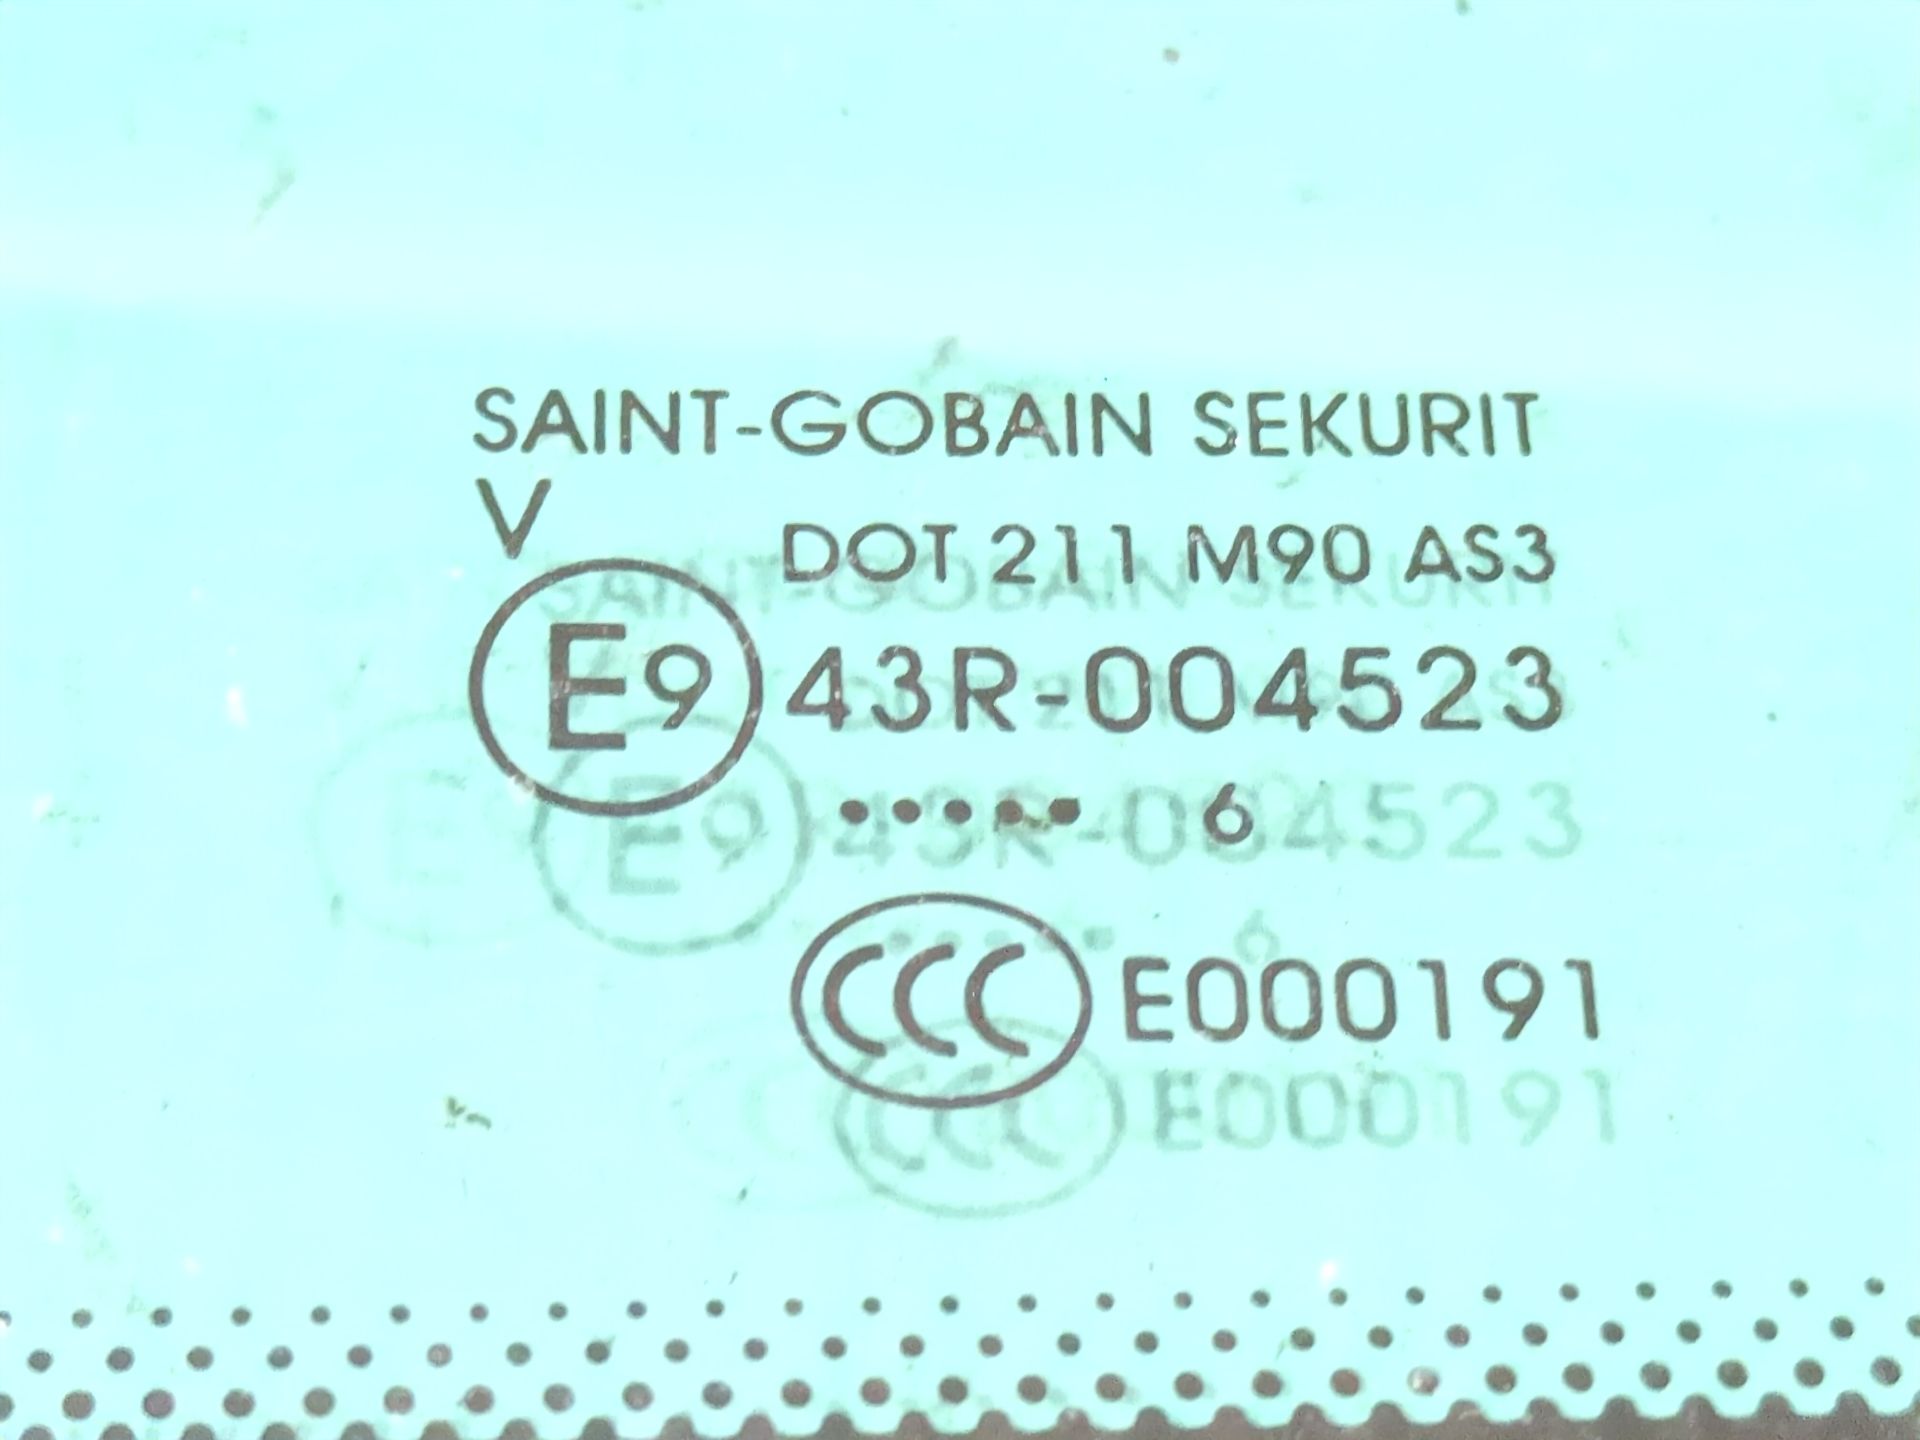 SAINT-GOBAIN SEKURIT
V
DOT 211 M90 AS3
E9 43R-004523
..... 6
CCC E000191